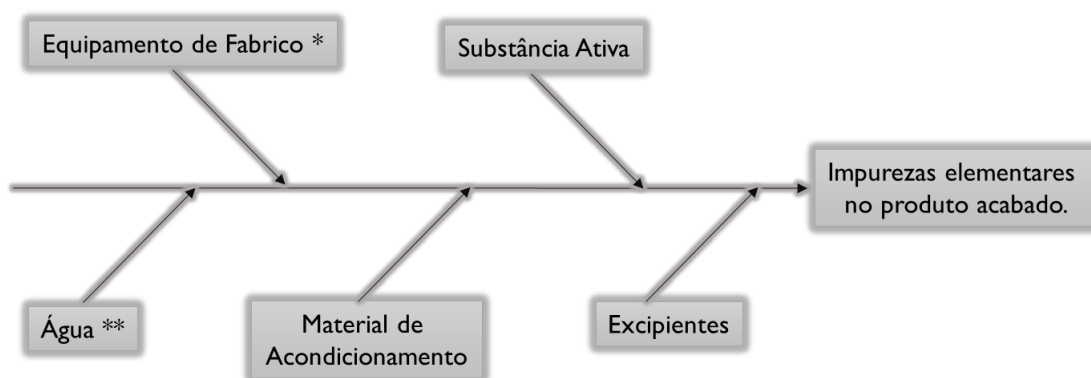 Equipamento de Fabrico *
Substância Ativa
Impurezas elementares
no produto acabado.
Água **
Material de
Acondicionamento
Excipientes